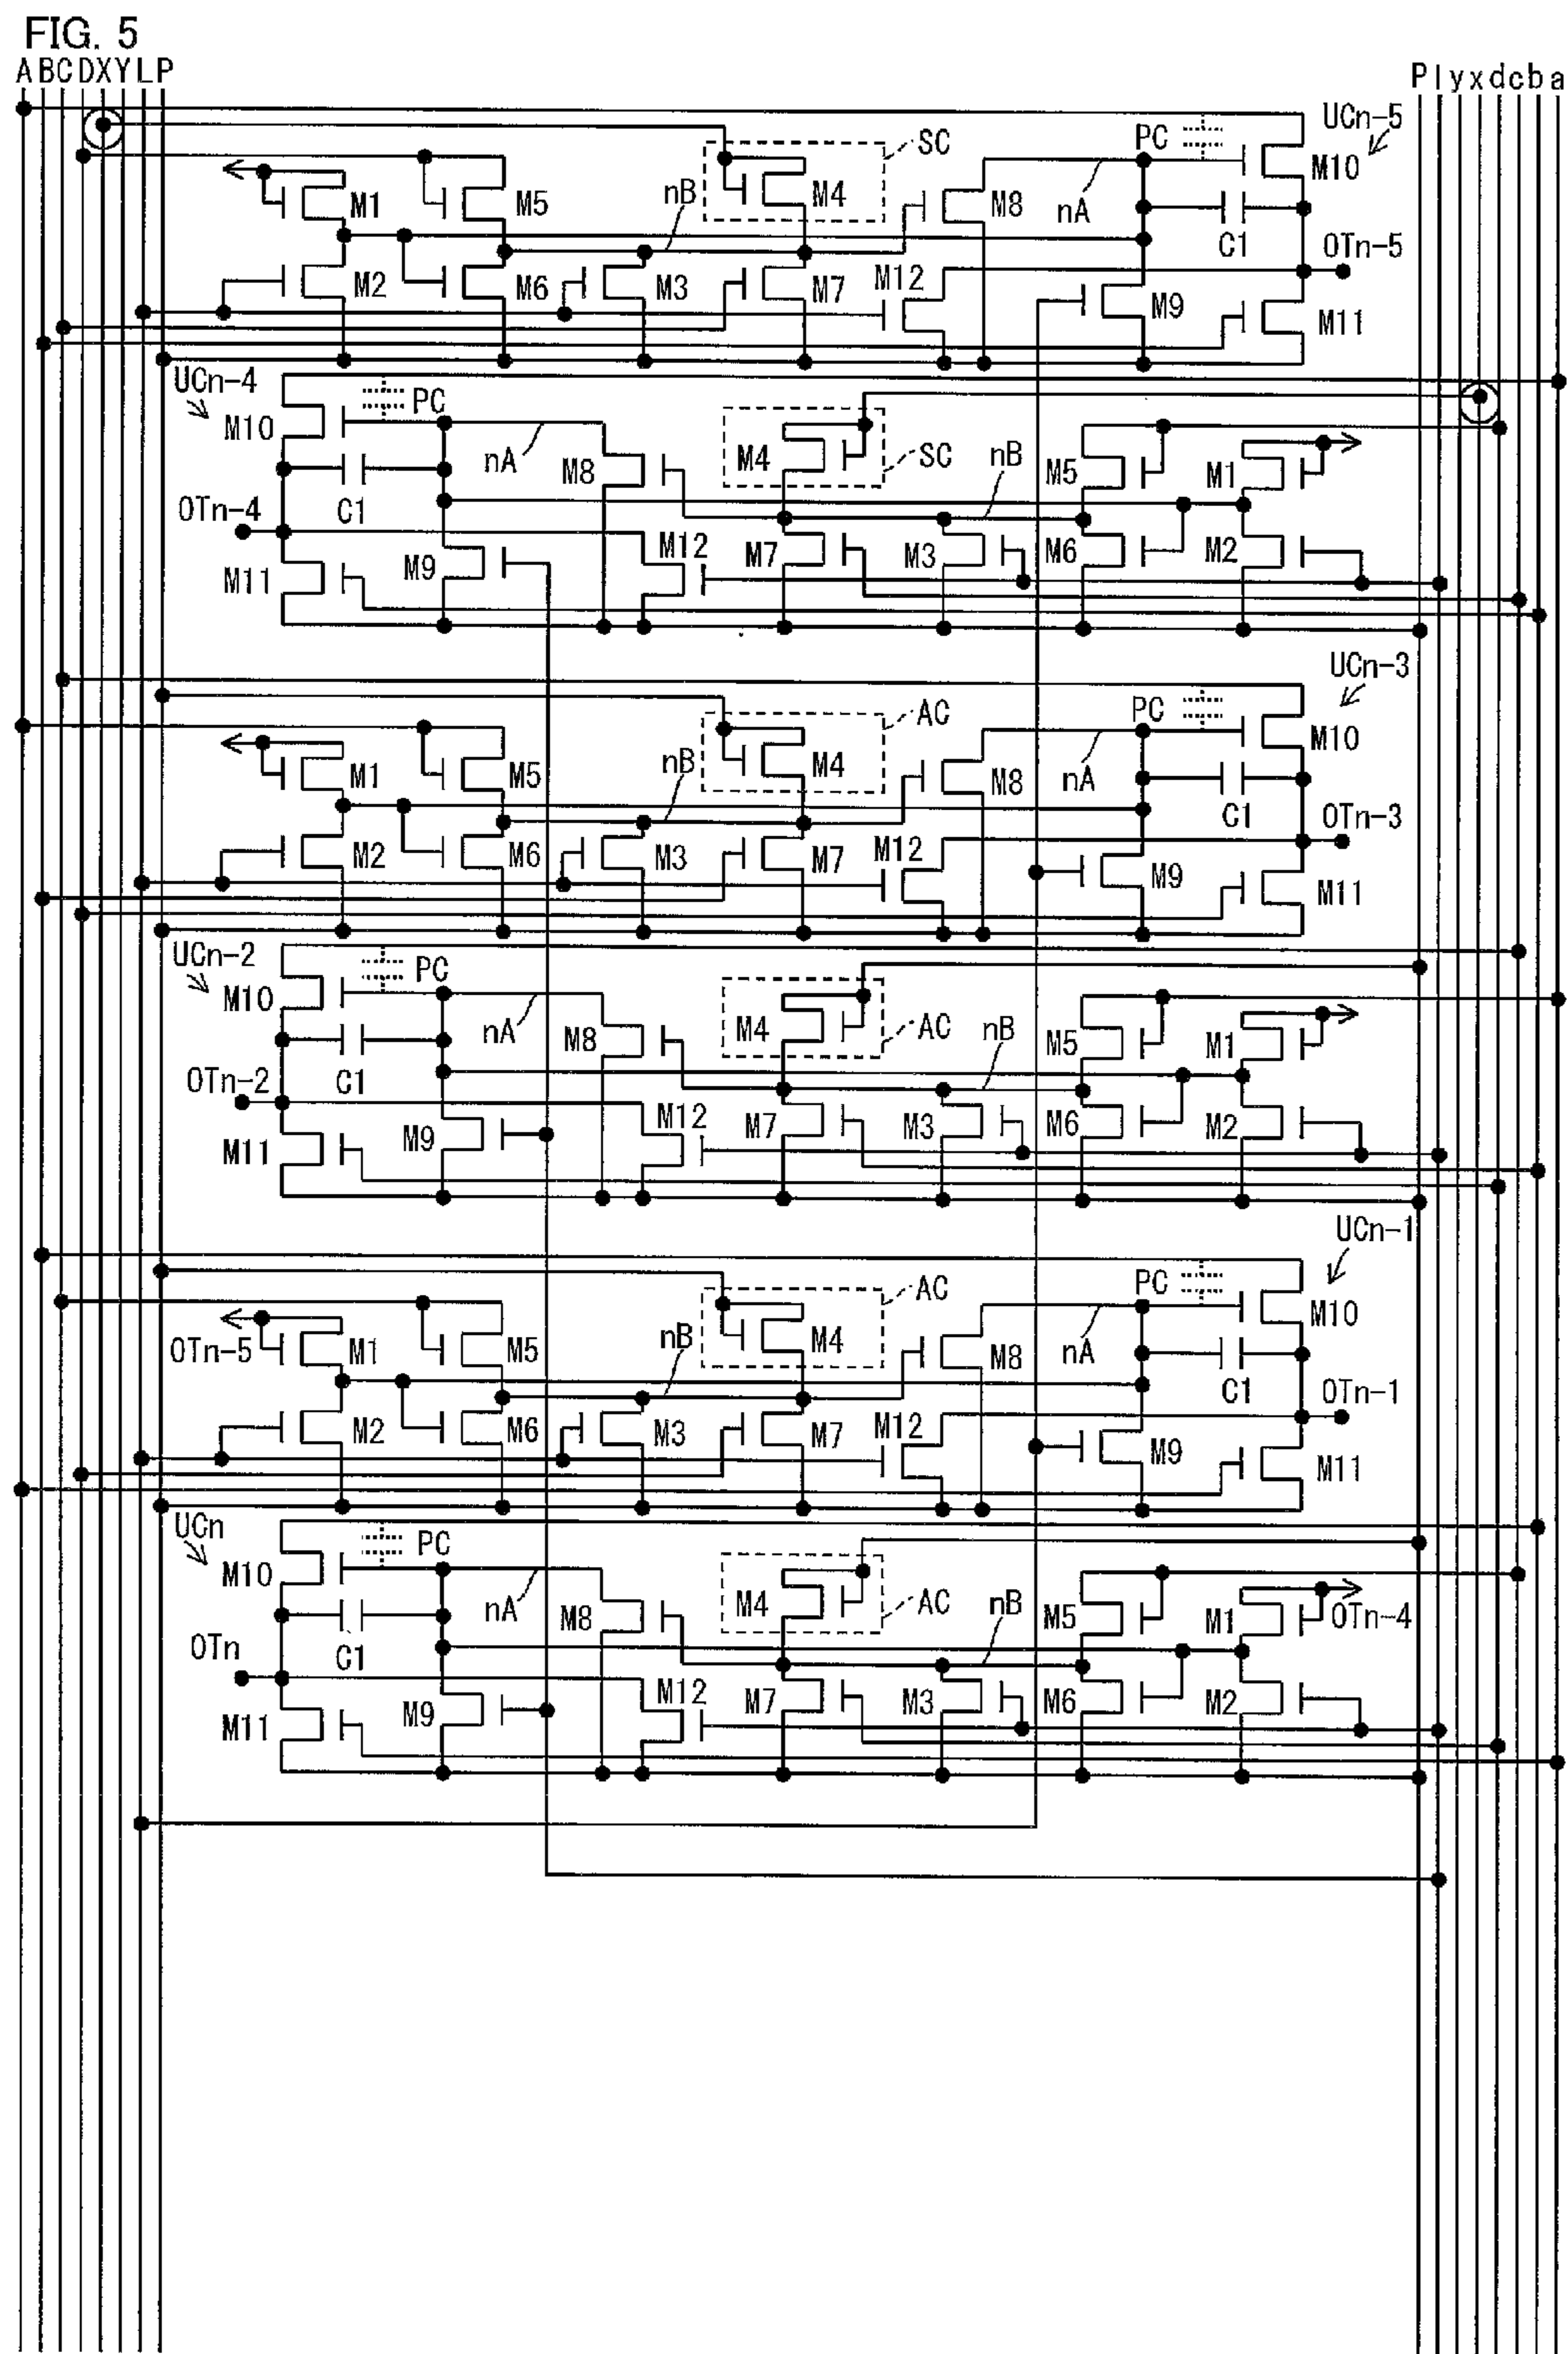 FIG. 5
A B C D X Y L P
P l y x d c b a
UCn-5
PC
SC
M10
M1
M5
nB
M4
M8
nA
C1
OTn-5
M2
M6
M3
M7
M12
M9
M11
UCn-4
PC
M10
nA
M8
M4
SC
nB
M5
M1
OTn-4
C1
M12
M11
M9
M7
M3
M6
M2
UCn-3
PC
AC
M10
M1
M5
nB
M4
M8
nA
C1
OTn-3
M2
M6
M3
M7
M12
M9
M11
UCn-2
PC
M10
nA
M8
M4
AC
nB
M5
M1
OTn-2
C1
M12
M11
M9
M7
M3
M6
M2
UCn-1
PC
AC
M10
OTn-5
M1
M5
nB
M4
M8
nA
C1
OTn-1
M2
M6
M3
M7
M12
M9
M11
UCn
PC
M10
nA
M8
M4
AC
nB
M5
M1
OTn-4
OTn
C1
M12
M11
M9
M7
M3
M6
M2